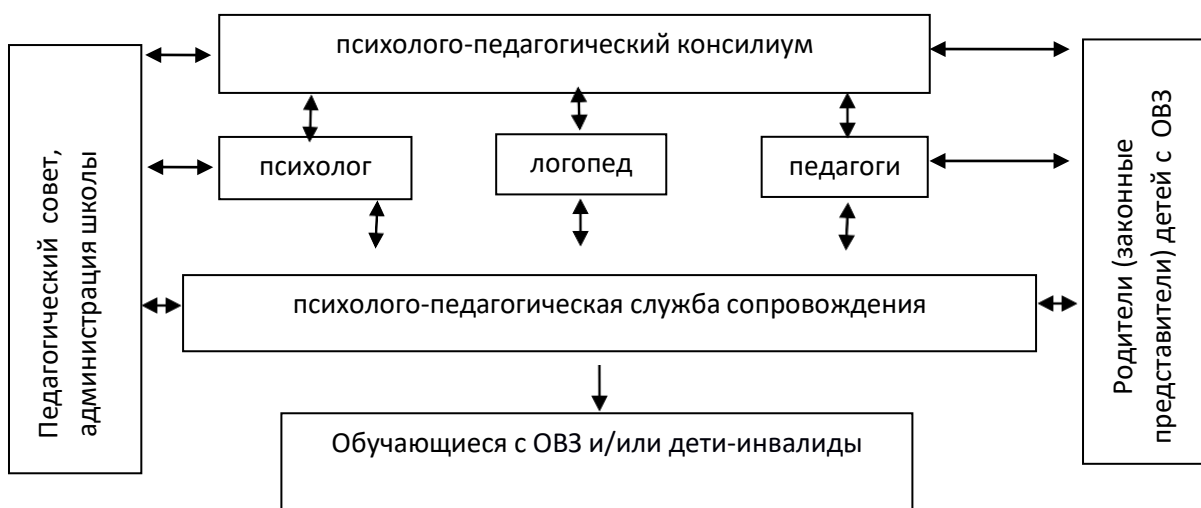 психолого-педагогический консилиум
Педагогический совет,
администрация школы
психолог
логопед
педагоги
Родители (законные
представители) детей с ОВЗ
психолого-педагогическая служба сопровождения
Обучающиеся с ОВЗ и/или дети-инвалиды